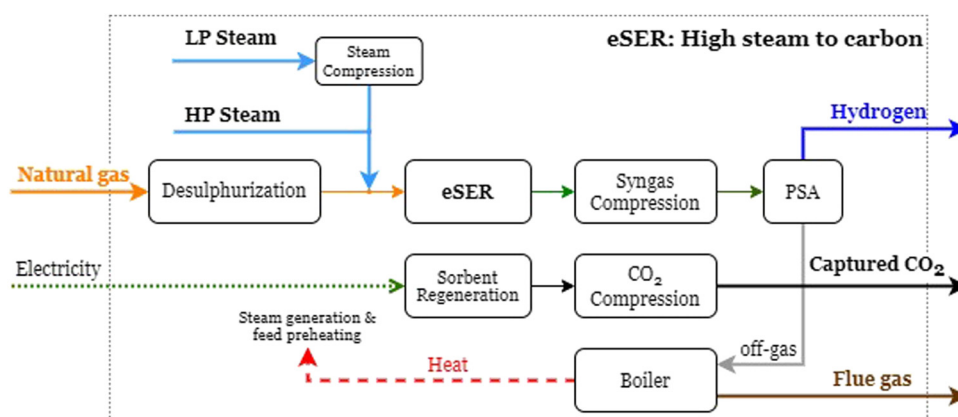 LP Steam
Steam
Compression
eSER: High steam to carbon
HP Steam
Hydrogen
Natural gas
Desulphurization
eSER
Syngas
Compression
PSA
Electricity
Sorbent
Regeneration
CO₂
Compression
Captured CO₂
Steam generation &
feed preheating
Heat
Boiler
off-gas
Flue gas